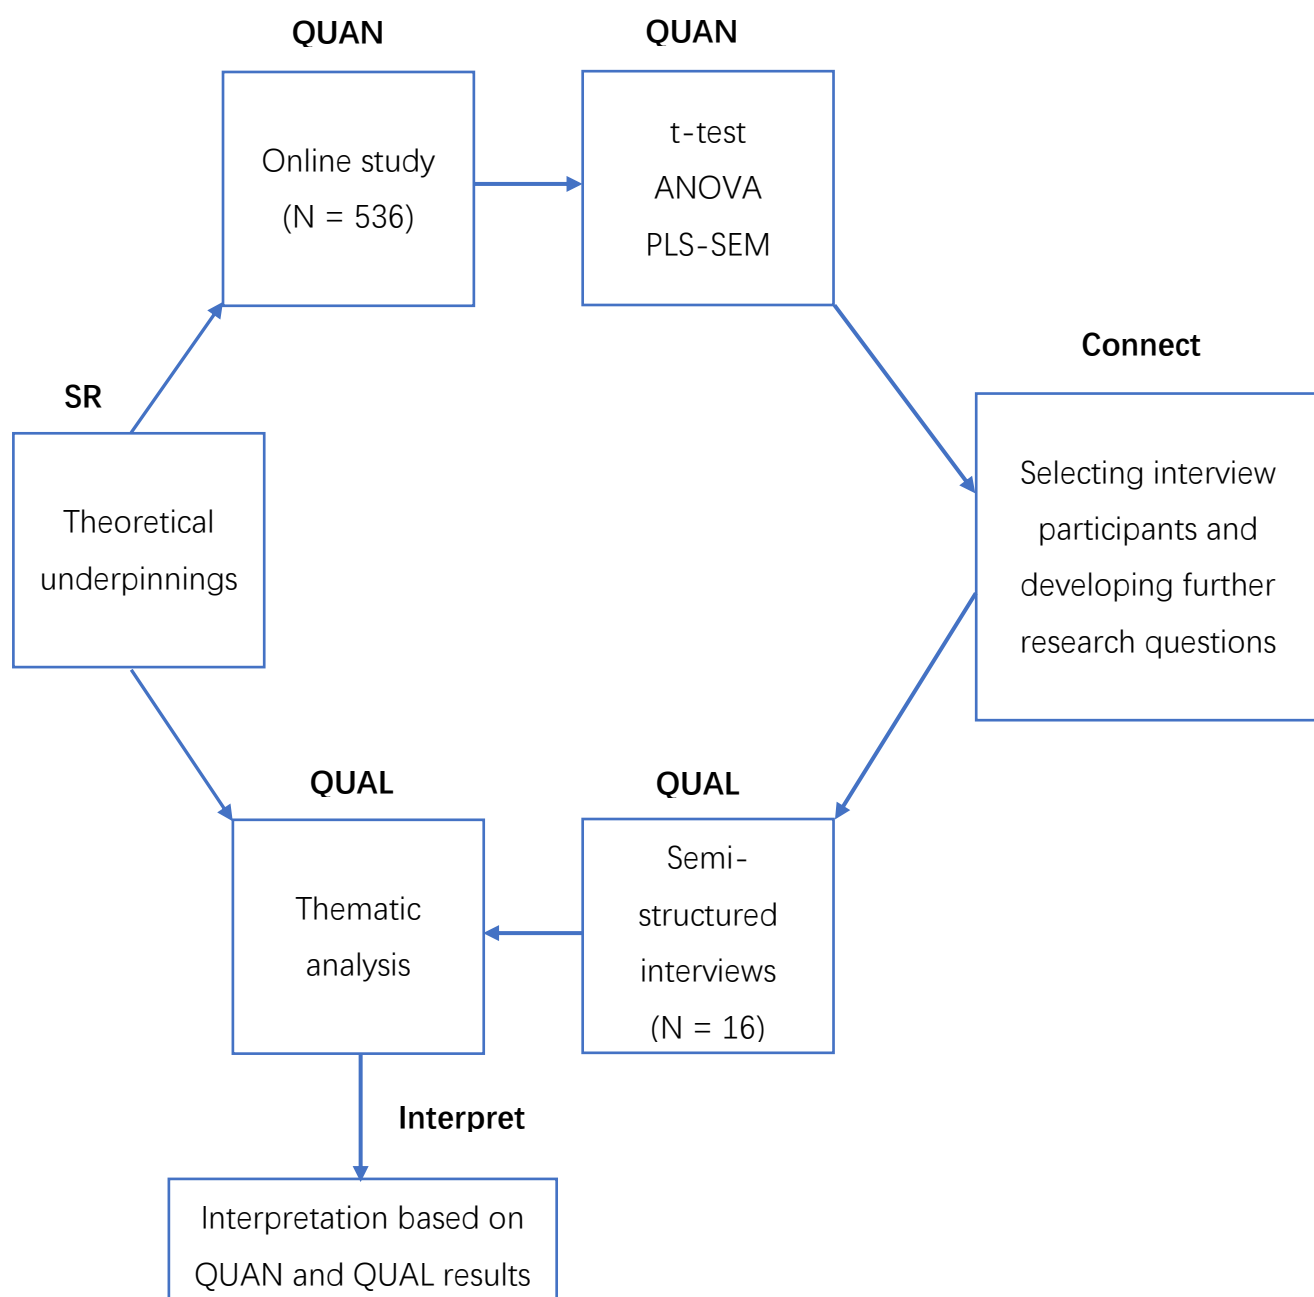 QUAN
Online study
(N = 536)
QUAN
t-test
ANOVA
PLS-SEM
Connect
Selecting interview
participants and
developing further
research questions
SR
Theoretical
underpinnings
QUAL
Semi-
structured
interviews
(N = 16)
QUAL
Thematic
analysis
Interpret
Interpretation based on
QUAN and QUAL results